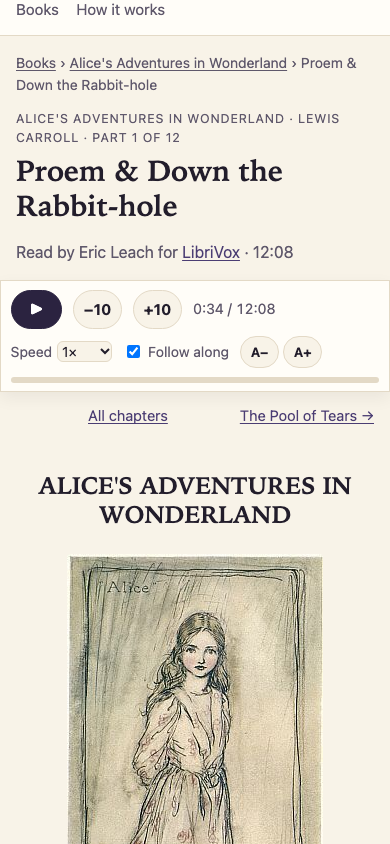 Books How it works
Books › Alice's Adventures in Wonderland › Proem &
Down the Rabbit-hole
ALICE'S ADVENTURES IN WONDERLAND · LEWIS
CARROLL · PART 1 OF 12
Proem & Down the
Rabbit-hole
Read by Eric Leach for LibriVox · 12:08
−10 +10 0:34 / 12:08
Speed 1× Follow along A− A+
All chapters The Pool of Tears →
ALICE'S ADVENTURES IN
WONDERLAND
"Alice"